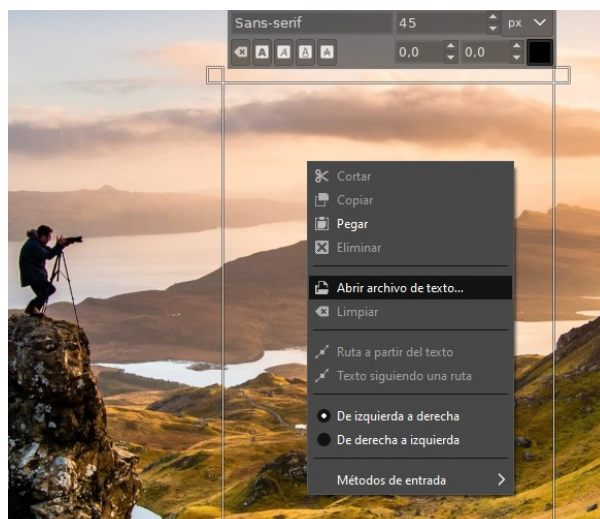 Sans-serif 45 px
A A A A 0,0 0,0
Cortar
Copiar
Pegar
Eliminar
Abrir archivo de texto...
Limpiar
Ruta a partir del texto
Texto siguiendo una ruta
De izquierda a derecha
De derecha a izquierda
Métodos de entrada